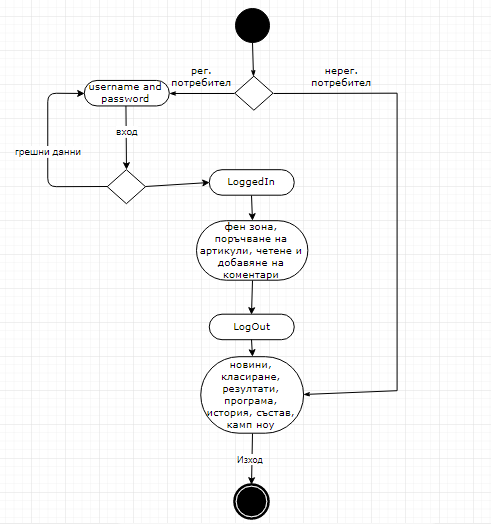 рег.
потребител
нерег.
потребител
username and
password
вход
грешни данни
LoggedIn
фен зона,
поръчване на
артикули, четене и
добавяне на
коментари
LogOut
новини,
класиране,
резултати,
програма,
история, състав,
камп ноу
Изход